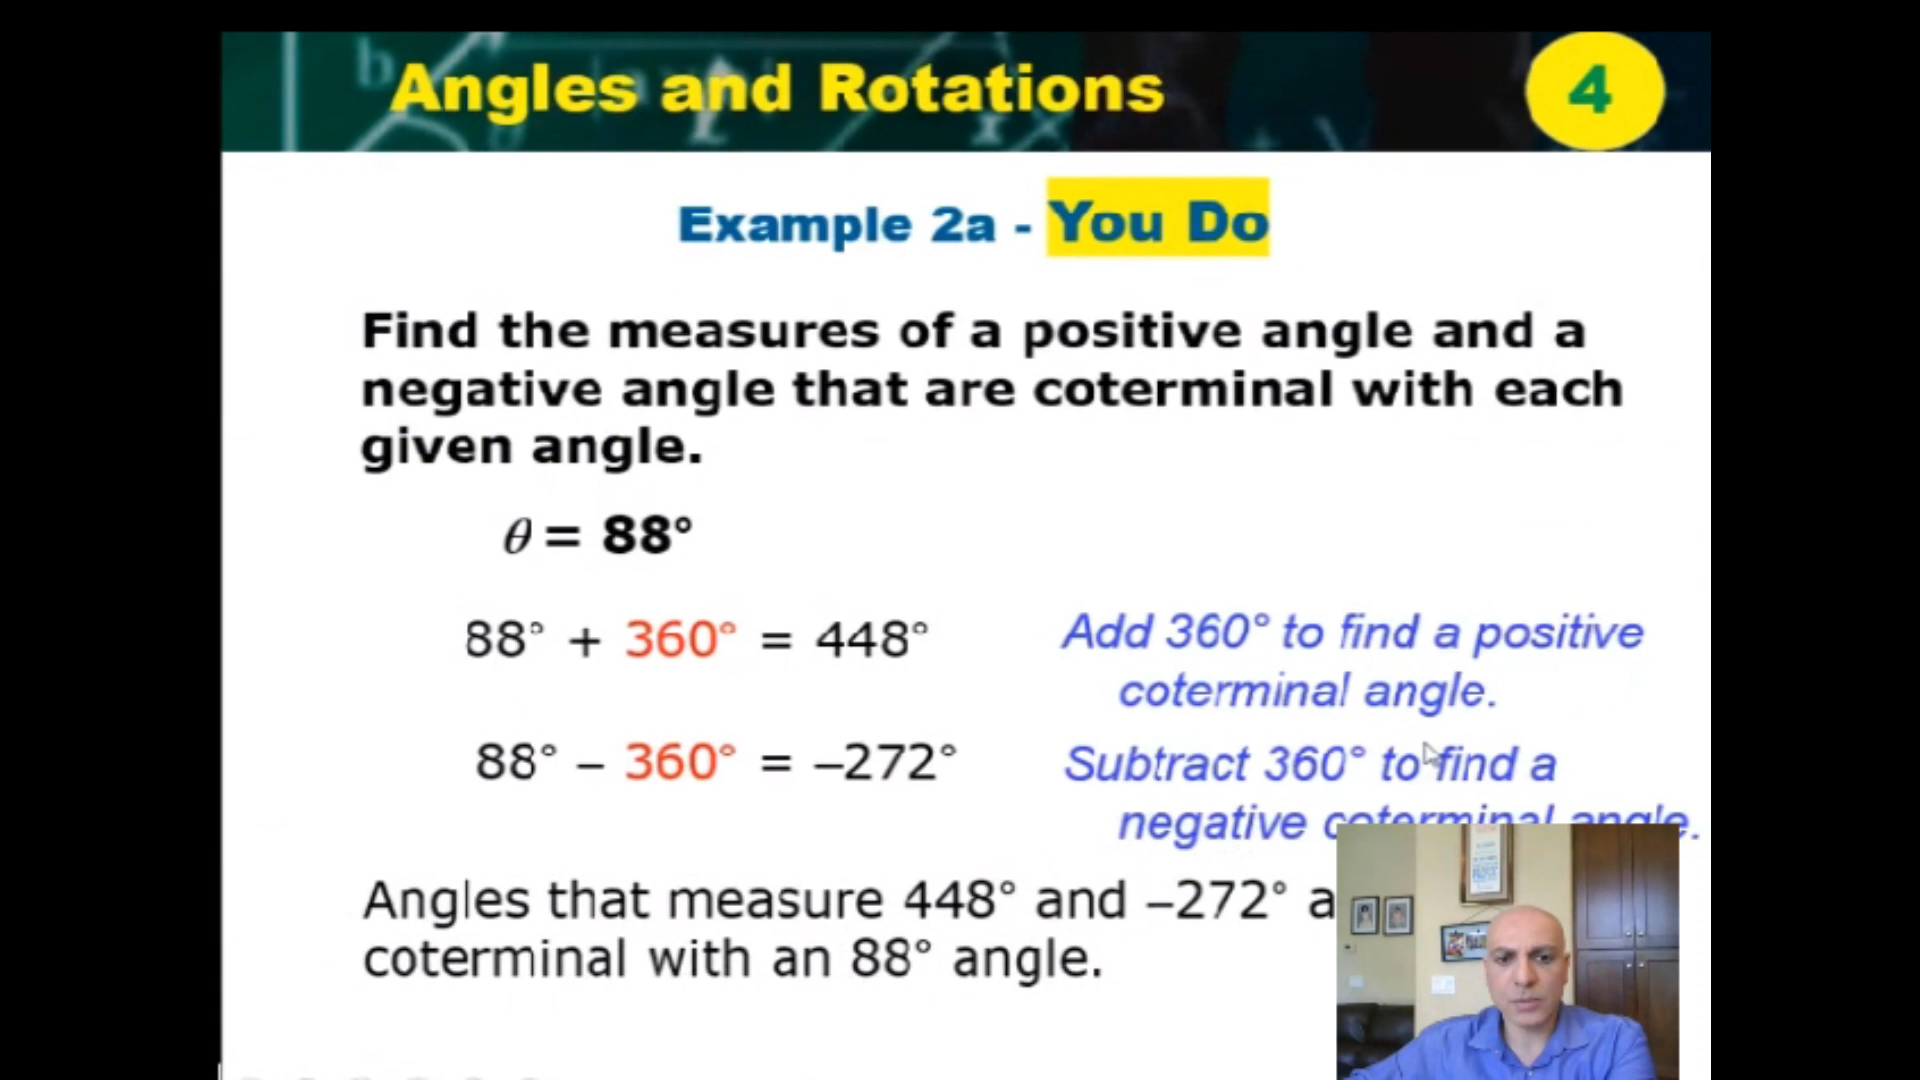 Angles and Rotations
4
Example 2a - You Do
Find the measures of a positive angle and a
negative angle that are coterminal with each
given angle.
θ = 88°
88° + 360° = 448°
Add 360° to find a positive
coterminal angle.
88° – 360° = –272°
Subtract 360° to find a
negative coterminal angle.
Angles that measure 448° and –272° a
coterminal with an 88° angle.